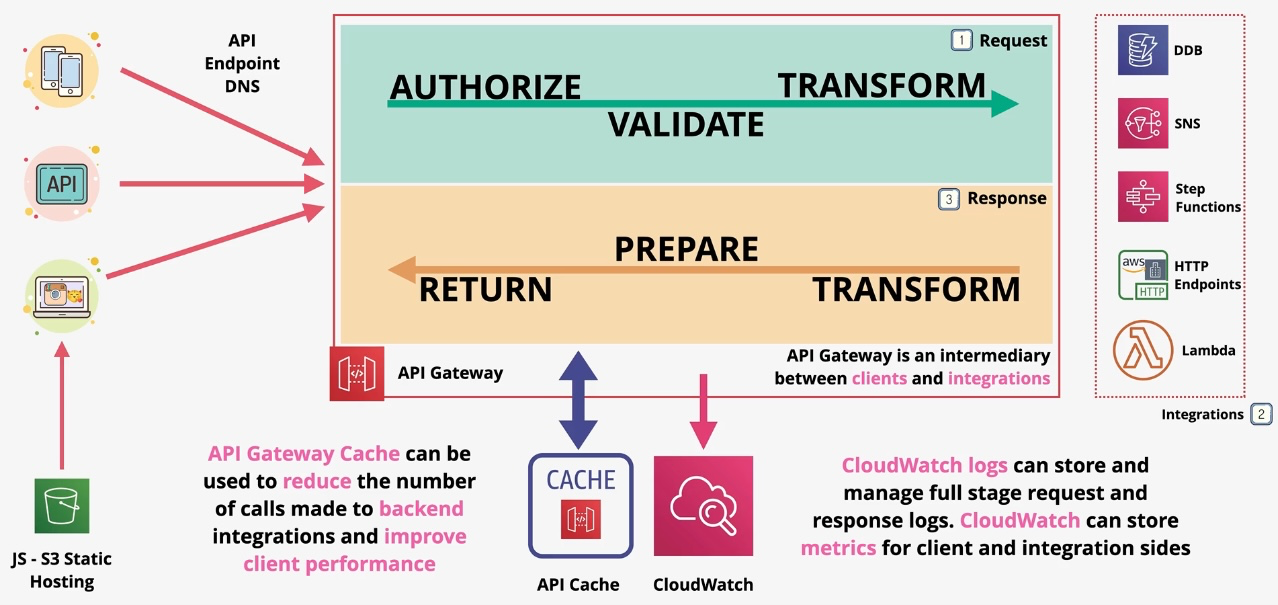 API
Endpoint
DNS
API
1 Request
AUTHORIZE
TRANSFORM
VALIDATE
3 Response
PREPARE
RETURN
TRANSFORM
API Gateway
API Gateway is an intermediary
between clients and integrations
DDB
SNS
Step
Functions
aws
HTTP
HTTP
Endpoints
Lambda
Integrations 2
JS - S3 Static
Hosting
API Gateway Cache can be
used to reduce the number
of calls made to backend
integrations and improve
client performance
CACHE
API Cache
CloudWatch
CloudWatch logs can store and
manage full stage request and
response logs. CloudWatch can store
metrics for client and integration sides